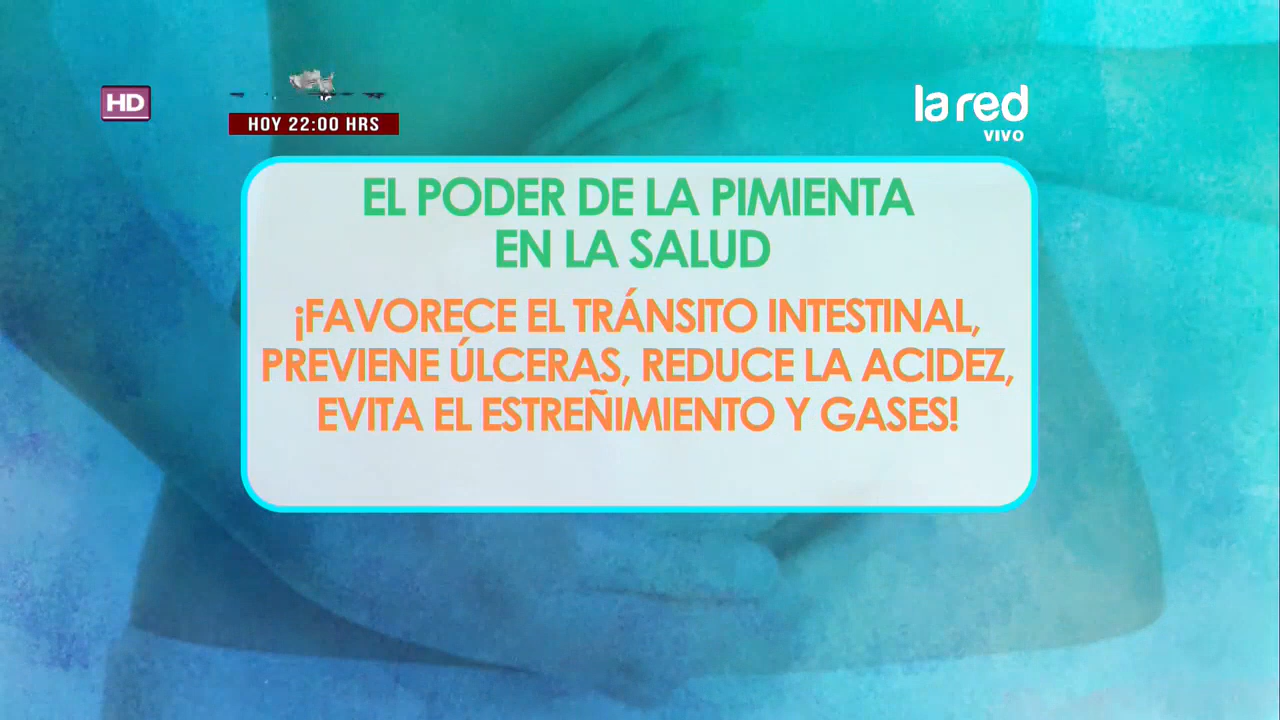 HD
HOY 22:00 HRS
la red
VIVO
EL PODER DE LA PIMIENTA
EN LA SALUD
¡FAVORECE EL TRÁNSITO INTESTINAL,
PREVIENE ÚLCERAS, REDUCE LA ACIDEZ,
EVITA EL ESTREÑIMIENTO Y GASES!